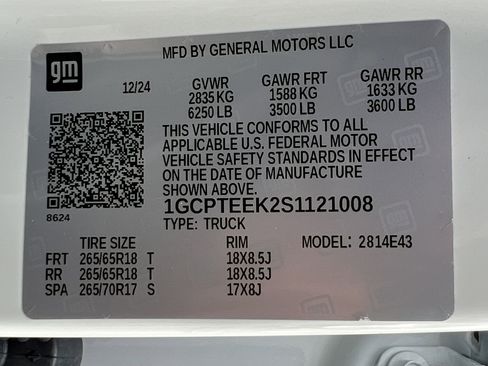 gm
MFD BY GENERAL MOTORS LLC
12/24 GVWR GAWR FRT GAWR RR
2835 KG 1588 KG 1633 KG
6250 LB 3500 LB 3600 LB
THIS VEHICLE CONFORMS TO ALL
APPLICABLE U.S. FEDERAL MOTOR
VEHICLE SAFETY STANDARDS IN EFFECT
ON THE DATE OF MANUFACTURE
SHOWN ABOVE.
8624
1GCPTEEK2S1121008
TYPE: TRUCK
TIRE SIZE RIM MODEL: 2814E43
FRT 265/65R18 T 18X8.5J
RR 265/65R18 T 18X8.5J
SPA 265/70R17 S 17X8J